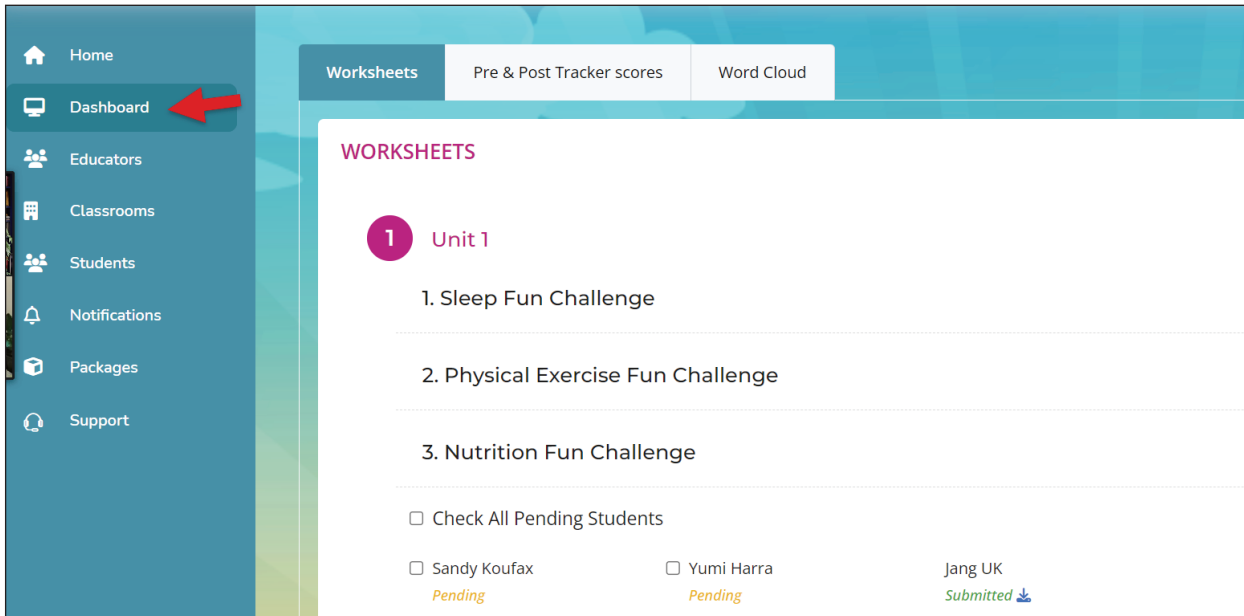 Home
Dashboard
Educators
Classrooms
Students
Notifications
Packages
Support
Worksheets
Pre & Post Tracker scores
Word Cloud
WORKSHEETS
1 Unit 1
1. Sleep Fun Challenge
2. Physical Exercise Fun Challenge
3. Nutrition Fun Challenge
Check All Pending Students
Sandy Koufax
Pending
Yumi Harra
Pending
Jang UK
Submitted